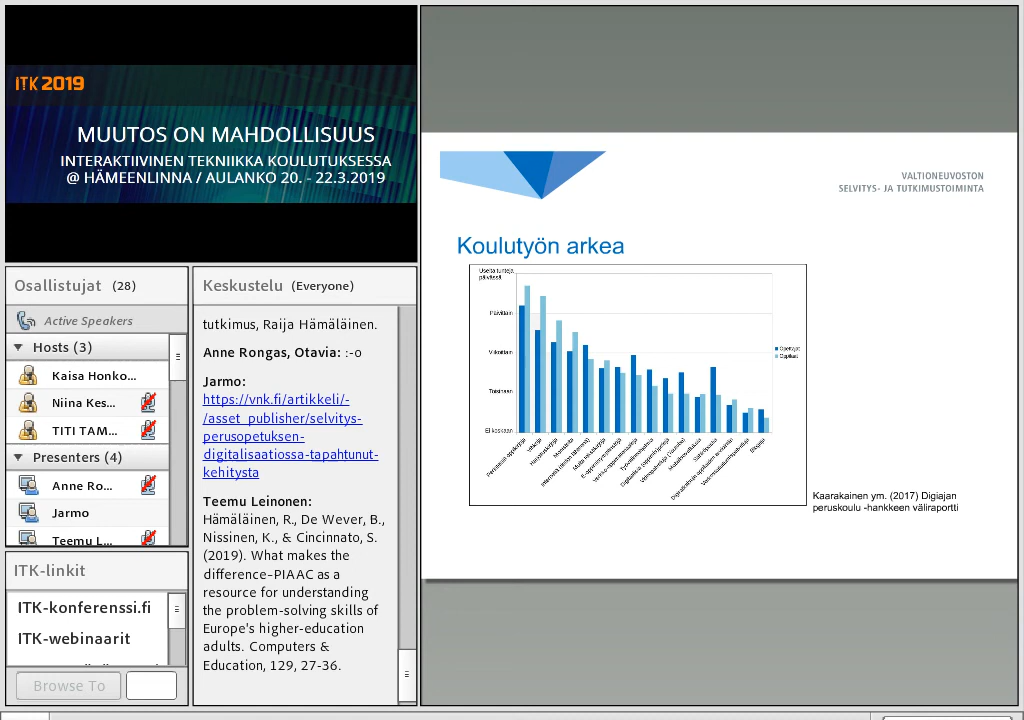 ITK 2019
MUUTOS ON MAHDOLLISUUS
INTERAKTIIVINEN TEKNIIKKA KOULUTUKSESSA
@ HÄMEENLINNA / AULANKO 20. - 22.3.2019
Osallistujat (28)
Active Speakers
Hosts (3)
Kaisa Honko...
Niina Kes...
TITI TAM...
Presenters (4)
Anne Ro...
Jarmo
Teemu L...
ITK-linkit
ITK-konferenssi.fi
ITK-webinaarit
Browse To
Keskustelu (Everyone)
tutkimus, Raija Hämäläinen.
Anne Rongas, Otavia: :-o
Jarmo:
https://vnk.fi/artikkeli/-
/asset_publisher/selvitys-
perusopetuksen-
digitalisaatiossa-tapahtunut-
kehitysta
Teemu Leinonen:
Hämäläinen, R., De Wever, B.,
Nissinen, K., & Cincinnato, S.
(2019). What makes the
difference–PIAAC as a
resource for understanding
the problem-solving skills of
Europe's higher-education
adults. Computers &
Education, 129, 27-36.
VALTIONEUVOSTON
SELVITYS- JA TUTKIMUSTOIMINTA
Koulutyön arkea
Useita tunteja
päivässä
Päivittäin
Viikoittain
Toisinaan
Ei koskaan
Opettajat
Oppilaat
Kaarakainen ym. (2017) Digiajan
peruskoulu -hankkeen väliraportti